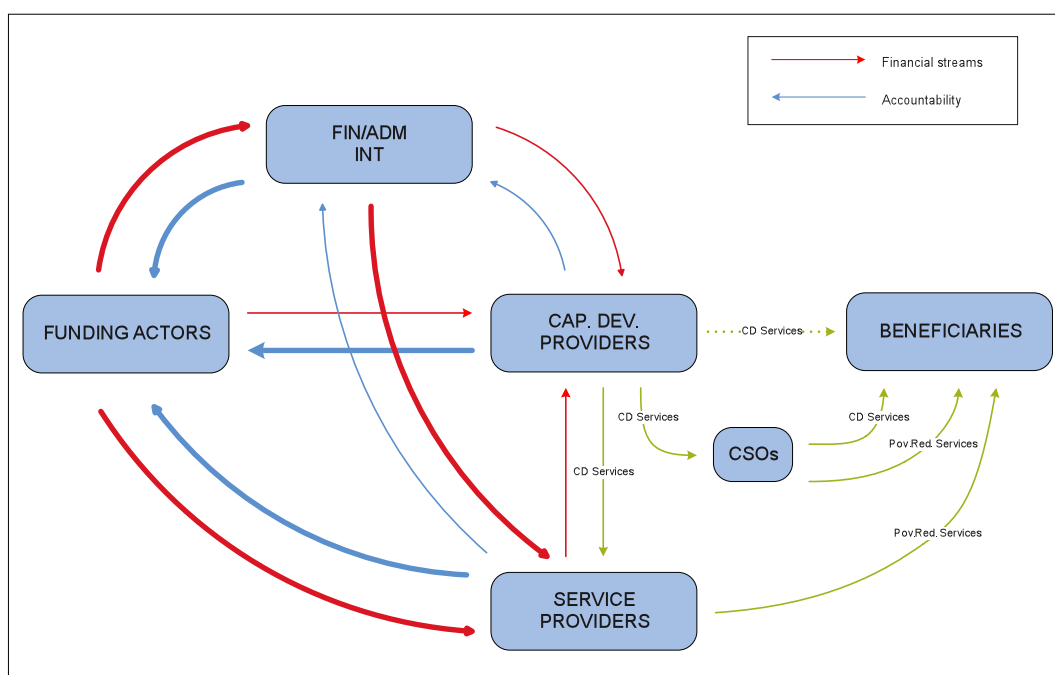 Financial streams
Accountability
FIN/ADM
INT
FUNDING ACTORS
CAP. DEV.
PROVIDERS
CD Services
BENEFICIARIES
CD Services
CD Services
Pov.Red. Services
CSOs
CD Services
Pov.Red. Services
SERVICE
PROVIDERS